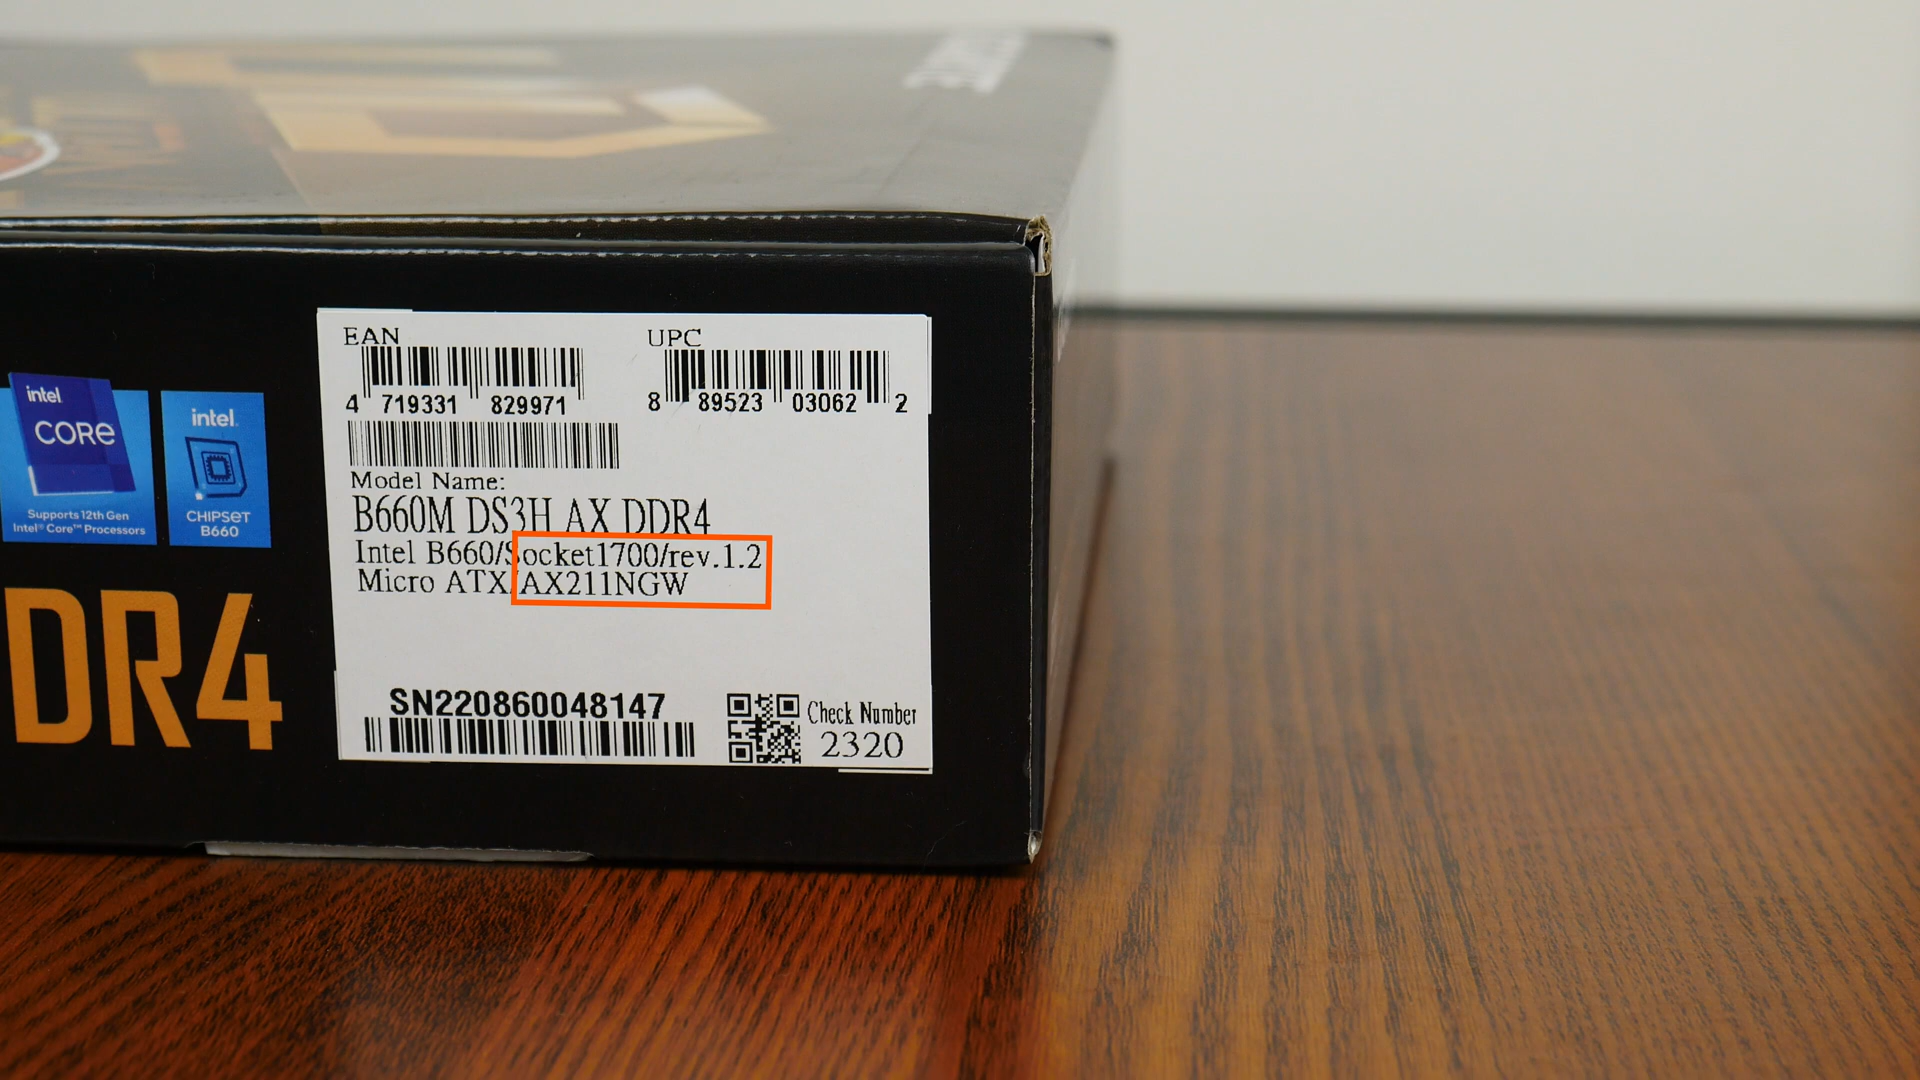 EAN
UPC
4 719331 829971
8 89523 03062 2
Model Name:
B660M DS3H AX DDR4
Intel B660/Socket1700/rev.1.2
Micro ATX/AX211NGW
SN220860048147
Check Number
2320
intel
CORE
Supports 12th Gen
Intel® Core™ Processors
intel
CHIPSET
B660
DR4